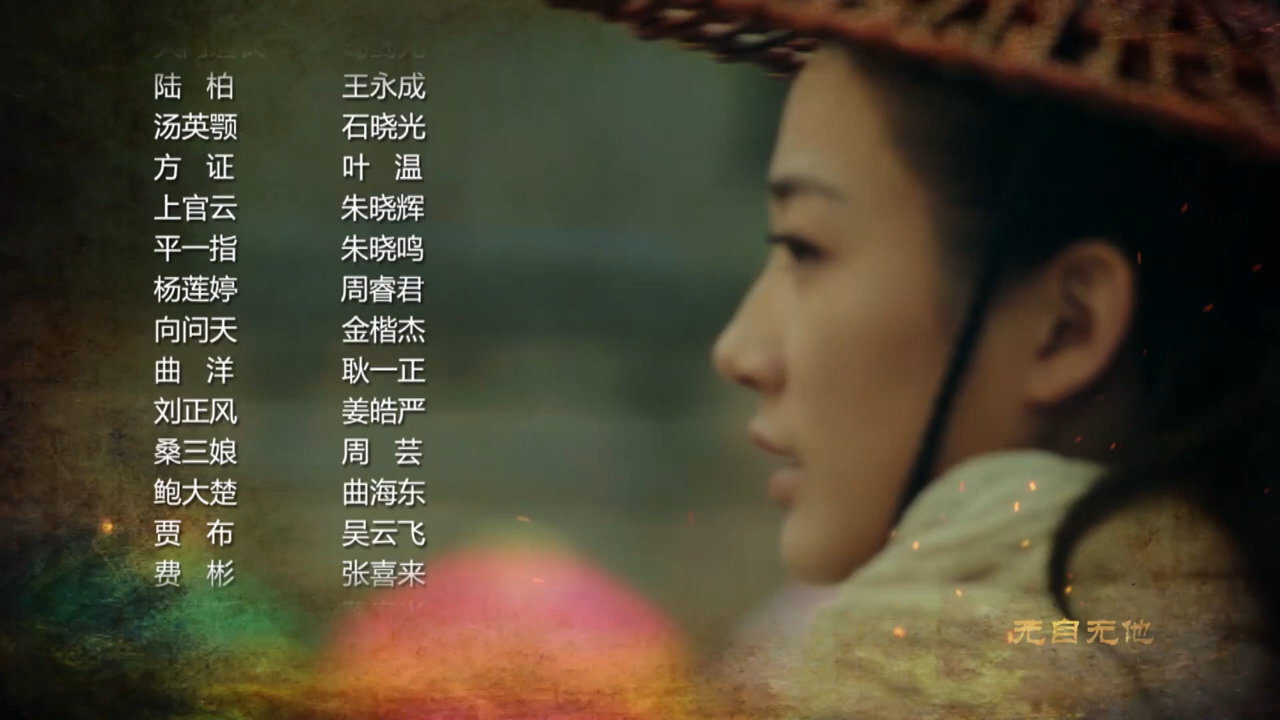 陆 柏 王永成
汤英颚 石晓光
方 证 叶 温
上官云 朱晓辉
平一指 朱晓鸣
杨莲婷 周睿君
向问天 金楷杰
曲 洋 耿一正
刘正风 姜皓严
桑三娘 周 芸
鲍大楚 曲海东
贾 布 吴云飞
费 彬 张喜来
无自无他